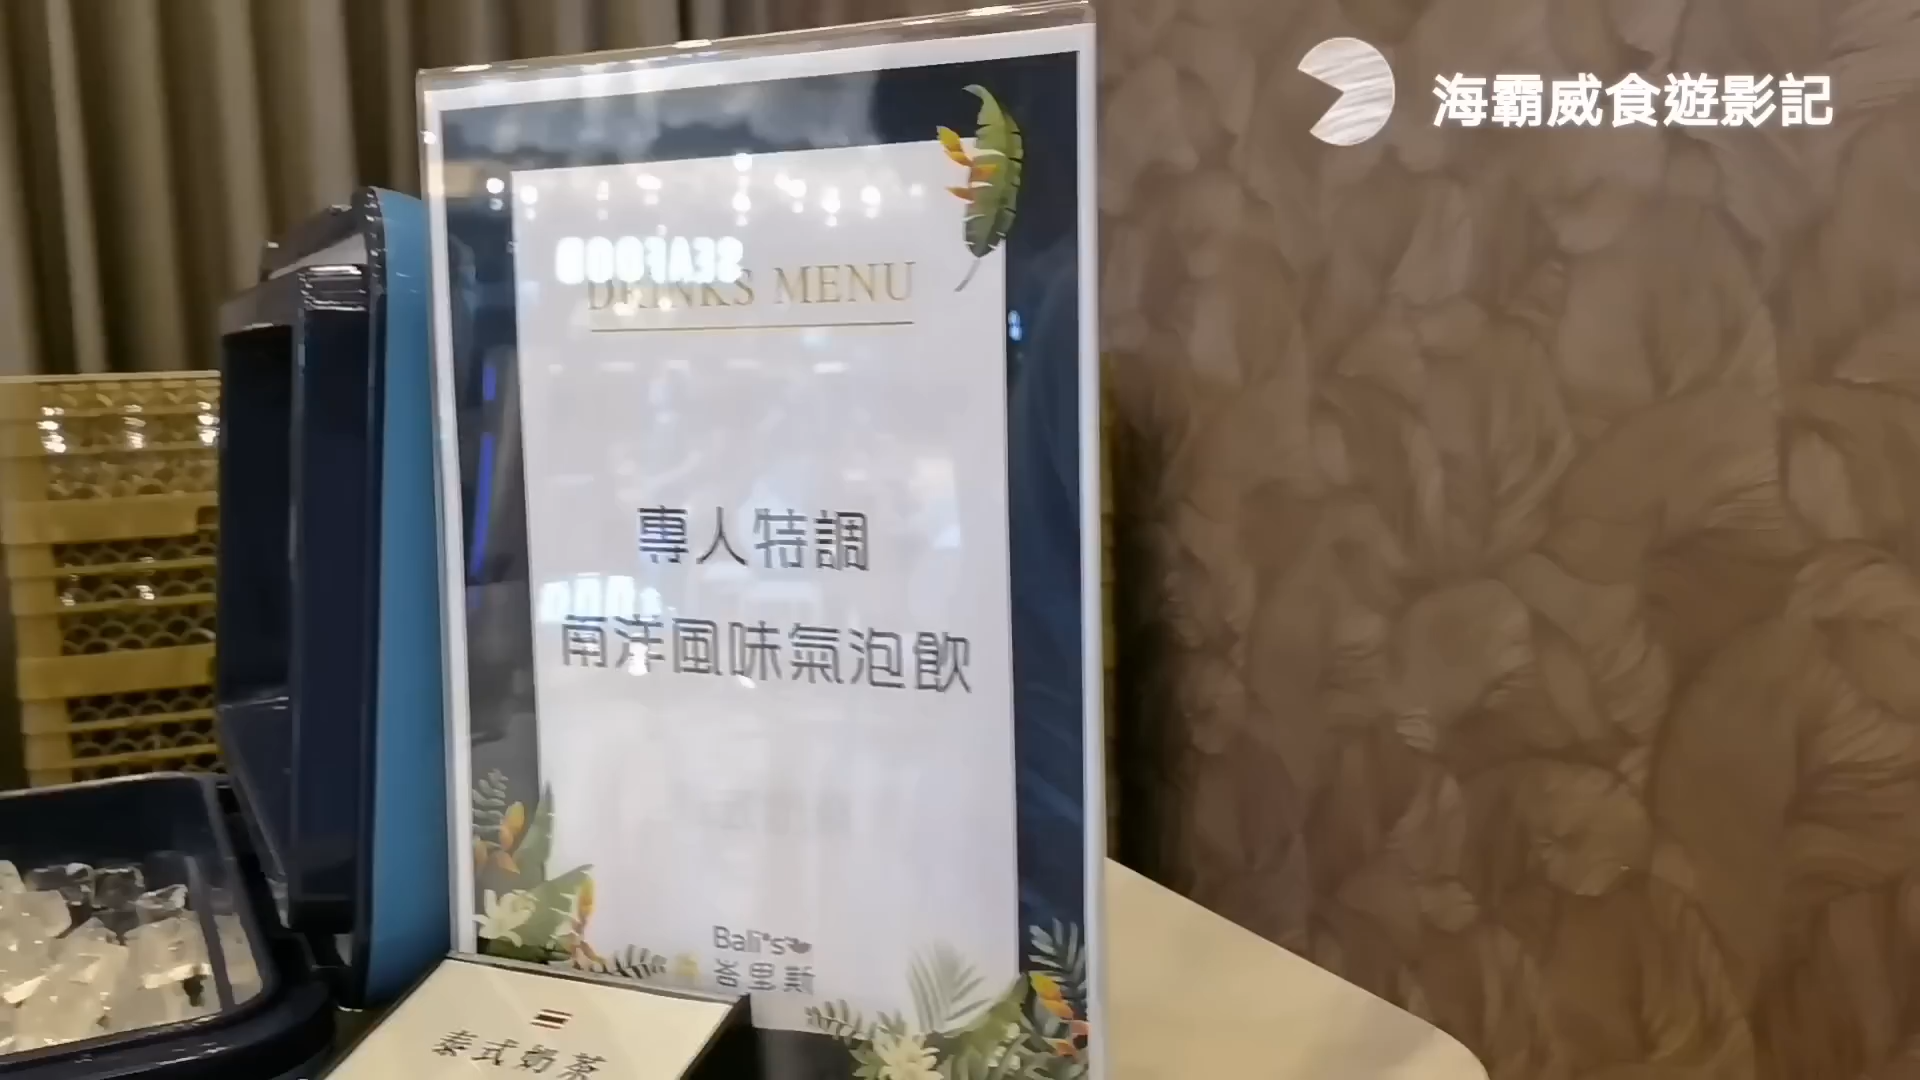 海霸威食遊影記
SEAFOOD
DRINKS MENU
專人特調
南洋風味氣泡飲
Bali's
峇里斯
泰式奶茶